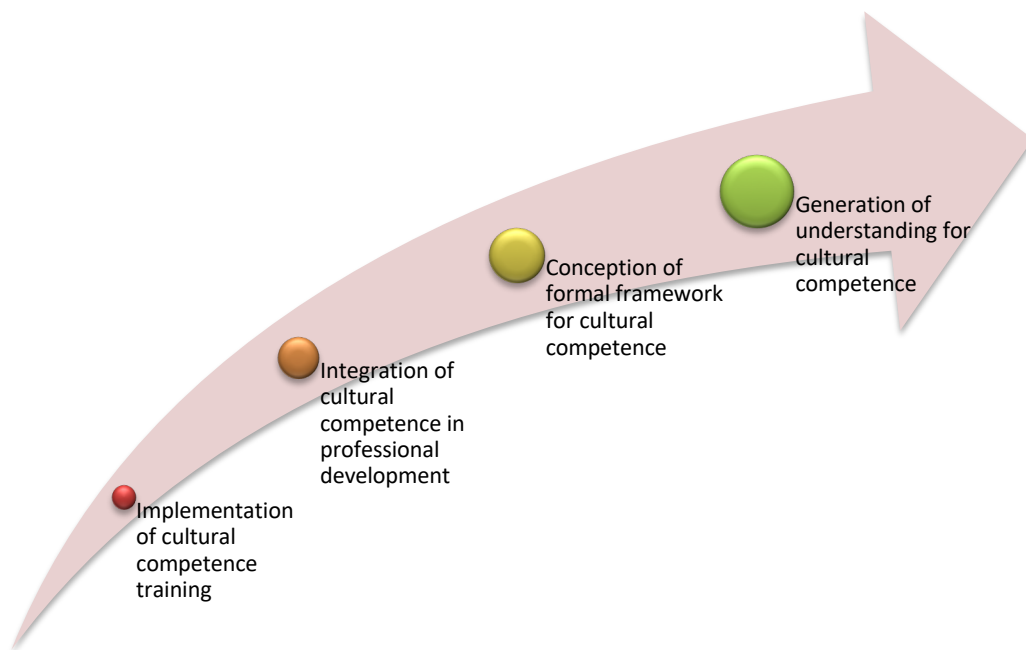 Implementation
of cultural
competence
training
Integration of
cultural
competence in
professional
development
Conception of
formal framework
for cultural
competence
Generation of
understanding for
cultural
competence